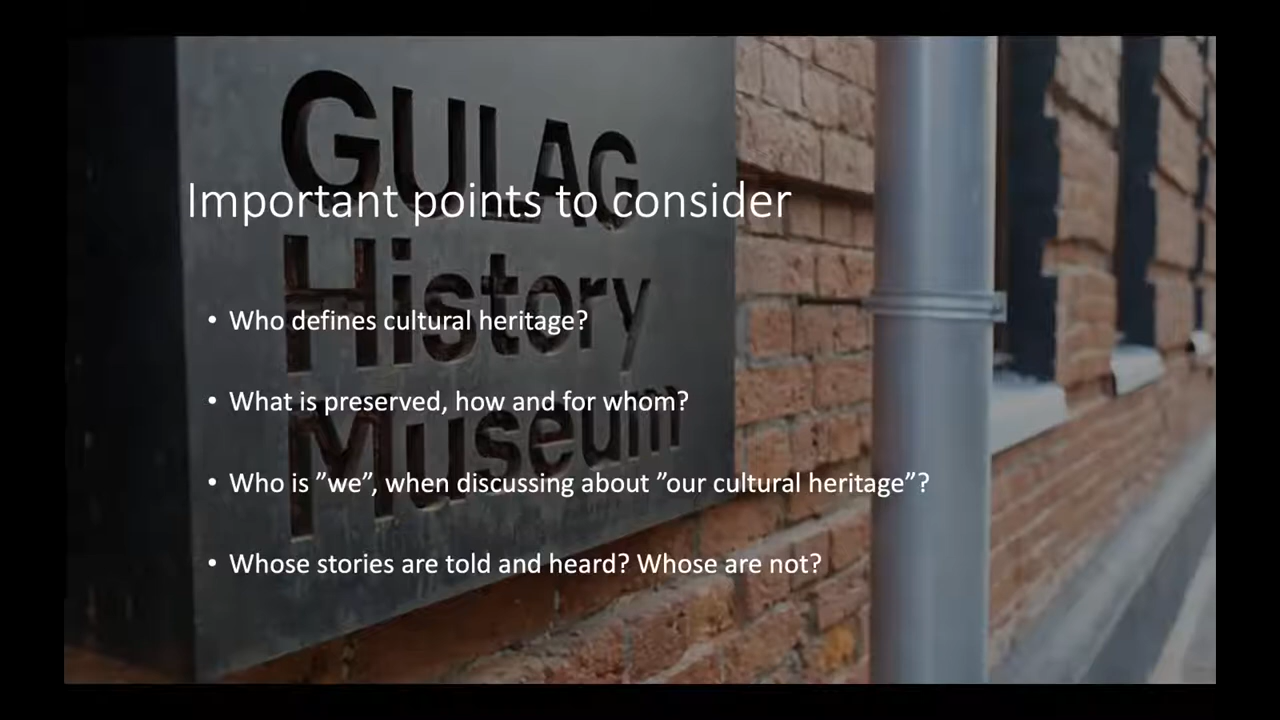 GULAG
History
Museum
Important points to consider
• Who defines cultural heritage?
• What is preserved, how and for whom?
• Who is ”we”, when discussing about ”our cultural heritage”?
• Whose stories are told and heard? Whose are not?